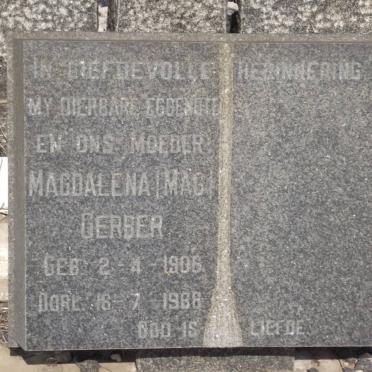 IN LIEFDEVOLLE HERINNERING
MY DIERBARE EGGENOTE
EN ONS MOEDER
MAGDALENA (MAG)
GERBER
GEB. 2-4-1906
OORL. 16-7-1988
GOD IS LIEFDE